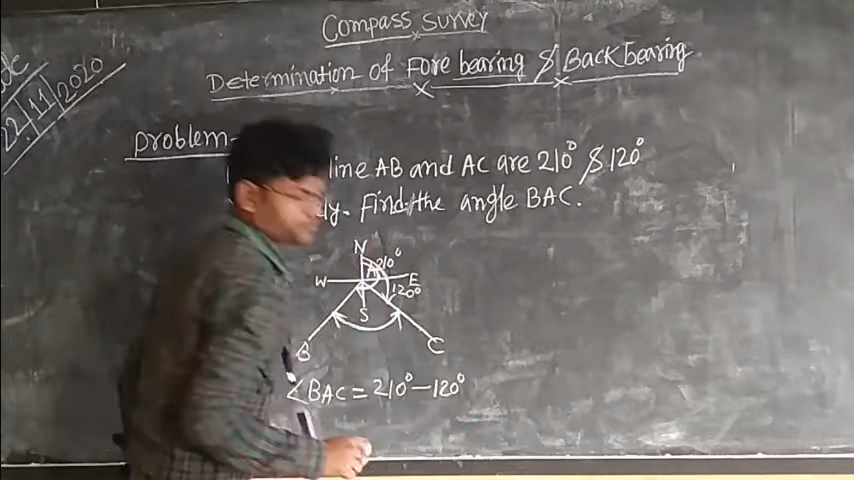 Compass survey
Determination of Fore bearing & Back bearing
22/11/2020
problem-
line AB and AC are 210° & 120°
ly. Find the angle BAC.
N
A 210°
W E
120°
S
B C
∠BAC = 210° - 120°